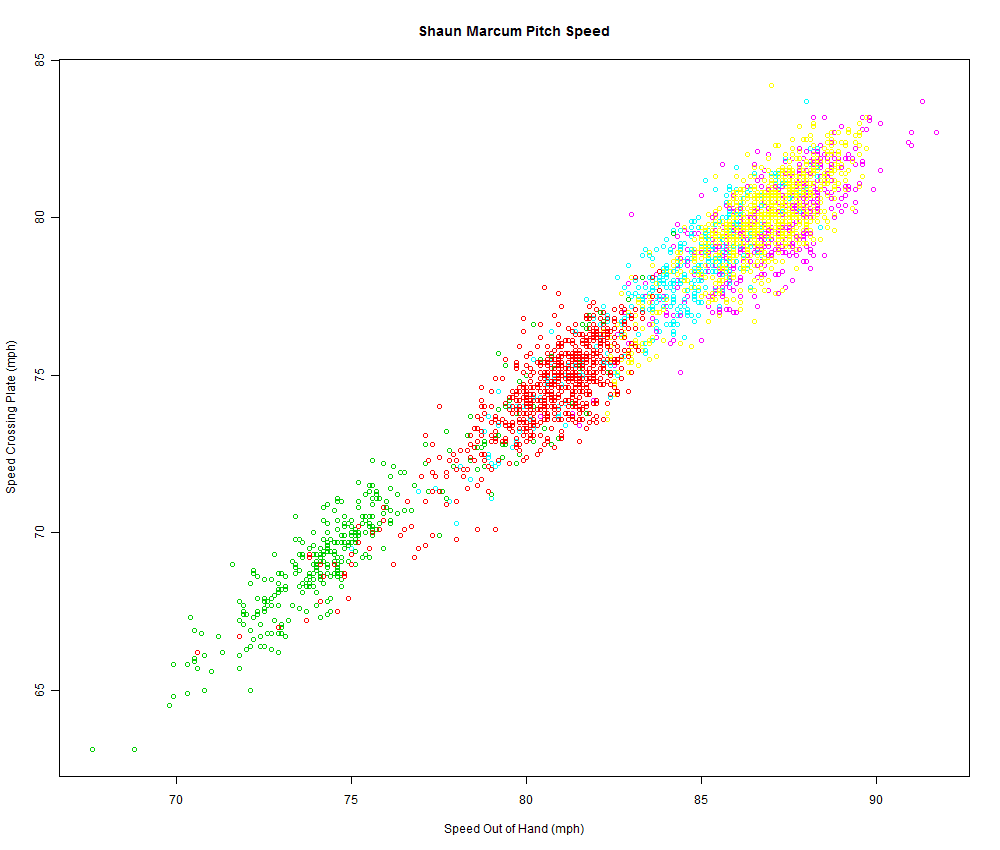 Shaun Marcum Pitch Speed
85
80
75
70
65
Speed Crossing Plate (mph)
70 75 80 85 90
Speed Out of Hand (mph)